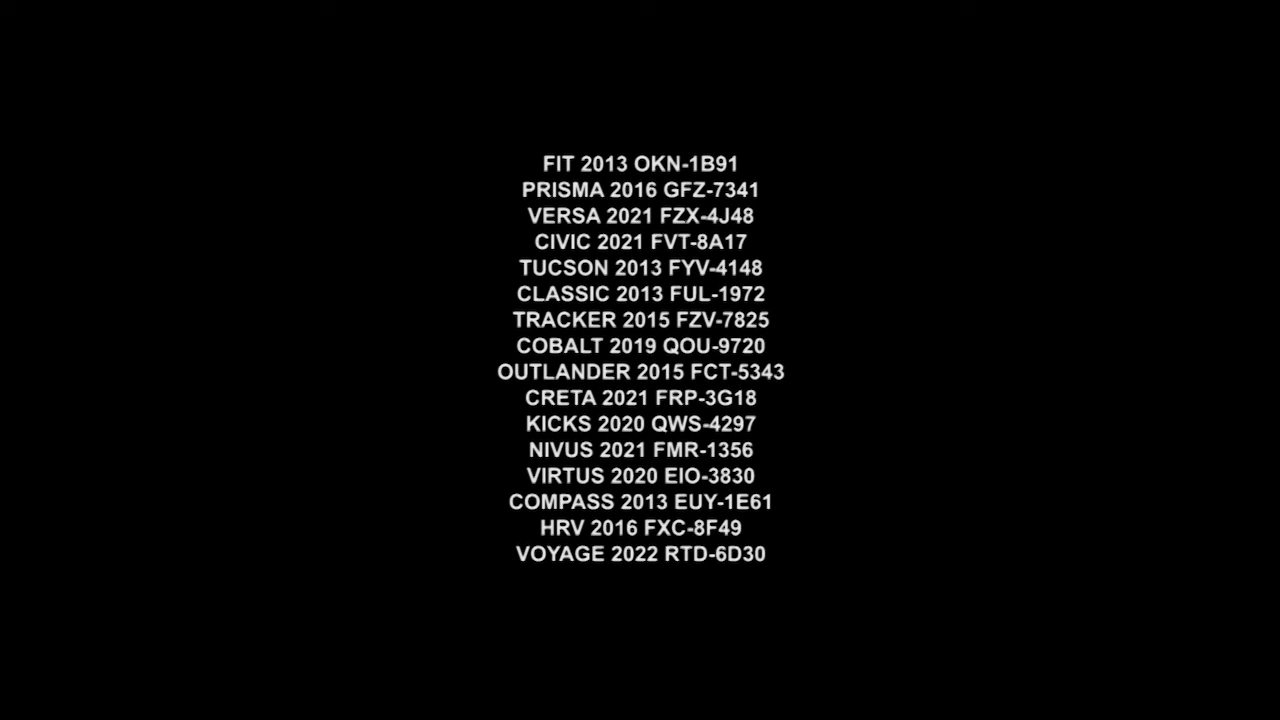 FIT 2013 OKN-1B91
PRISMA 2016 GFZ-7341
VERSA 2021 FZX-4J48
CIVIC 2021 FVT-8A17
TUCSON 2013 FYV-4148
CLASSIC 2013 FUL-1972
TRACKER 2015 FZV-7825
COBALT 2019 QOU-9720
OUTLANDER 2015 FCT-5343
CRETA 2021 FRP-3G18
KICKS 2020 QWS-4297
NIVUS 2021 FMR-1356
VIRTUS 2020 EIO-3830
COMPASS 2013 EUY-1E61
HRV 2016 FXC-8F49
VOYAGE 2022 RTD-6D30